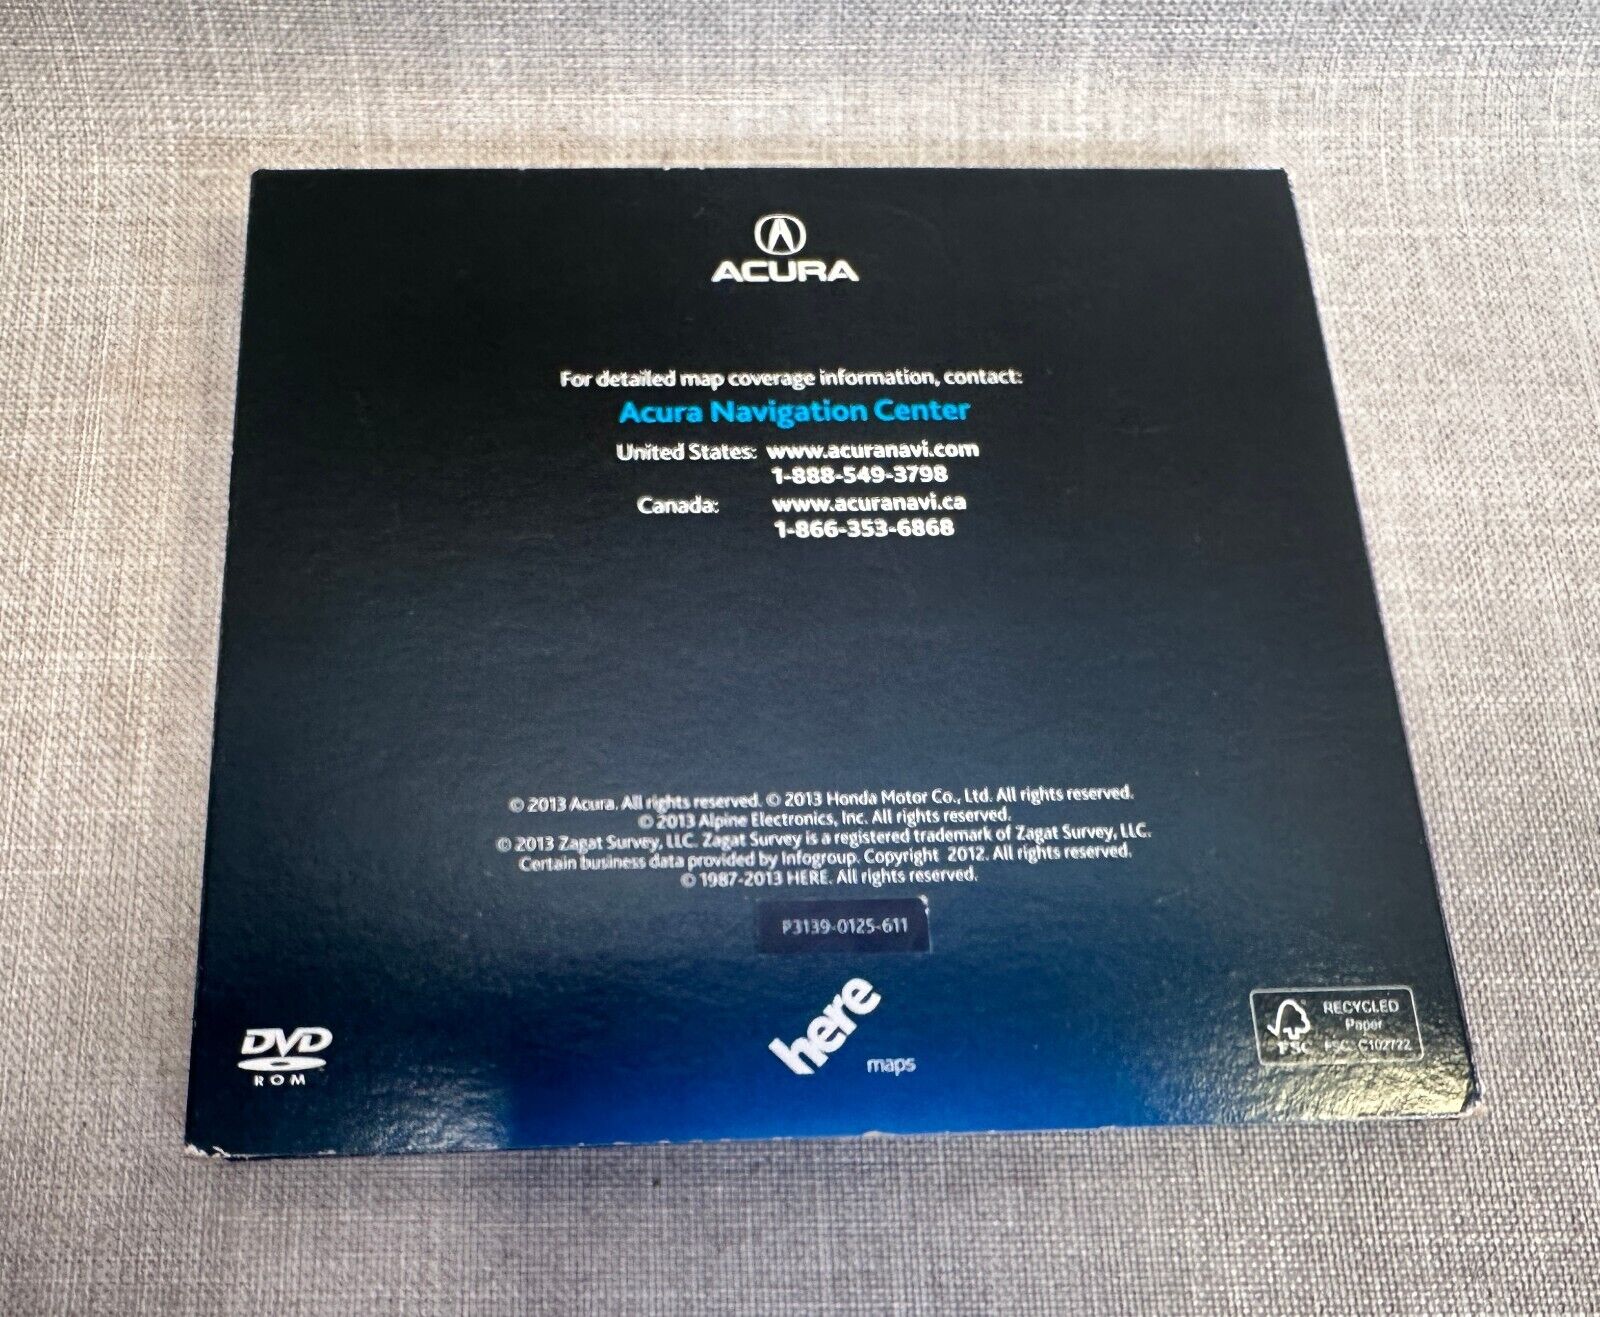 ACURA
For detailed map coverage information, contact:
Acura Navigation Center
United States: www.acuranavi.com
1-888-549-3798
Canada: www.acuranavi.ca
1-866-353-6868
© 2013 Acura. All rights reserved. © 2013 Honda Motor Co., Ltd. All rights reserved.
© 2013 Alpine Electronics, Inc. All rights reserved.
© 2013 Zagat Survey, LLC. Zagat Survey is a registered trademark of Zagat Survey, LLC.
Certain business data provided by Infogroup. Copyright 2012. All rights reserved.
© 1987-2013 HERE. All rights reserved.
P3139-0125-611
here
maps
DVD
ROM
RECYCLED
Paper
FSC FSC C102722